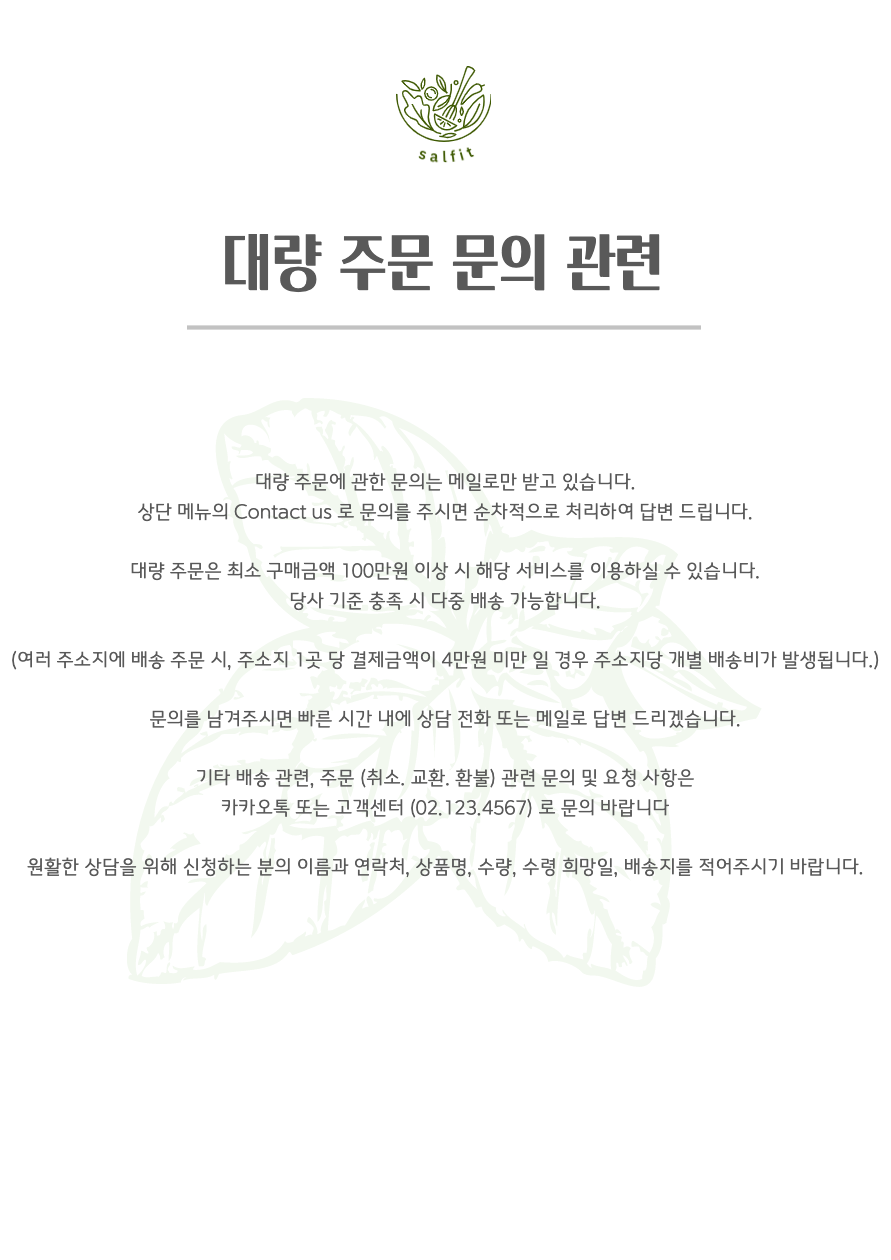 salfit
대량 주문 문의 관련
대량 주문에 관한 문의는 메일로만 받고 있습니다.
상단 메뉴의 Contact us 로 문의를 주시면 순차적으로 처리하여 답변 드립니다.
대량 주문은 최소 구매금액 100만원 이상 시 해당 서비스를 이용하실 수 있습니다.
당사 기준 충족 시 다중 배송 가능합니다.
(여러 주소지에 배송 주문 시, 주소지 1곳 당 결제금액이 4만원 미만 일 경우 주소지당 개별 배송비가 발생됩니다.)
문의를 남겨주시면 빠른 시간 내에 상담 전화 또는 메일로 답변 드리겠습니다.
기타 배송 관련, 주문 (취소. 교환. 환불) 관련 문의 및 요청 사항은
카카오톡 또는 고객센터 (02.123.4567) 로 문의 바랍니다
원활한 상담을 위해 신청하는 분의 이름과 연락처, 상품명, 수량, 수령 희망일, 배송지를 적어주시기 바랍니다.